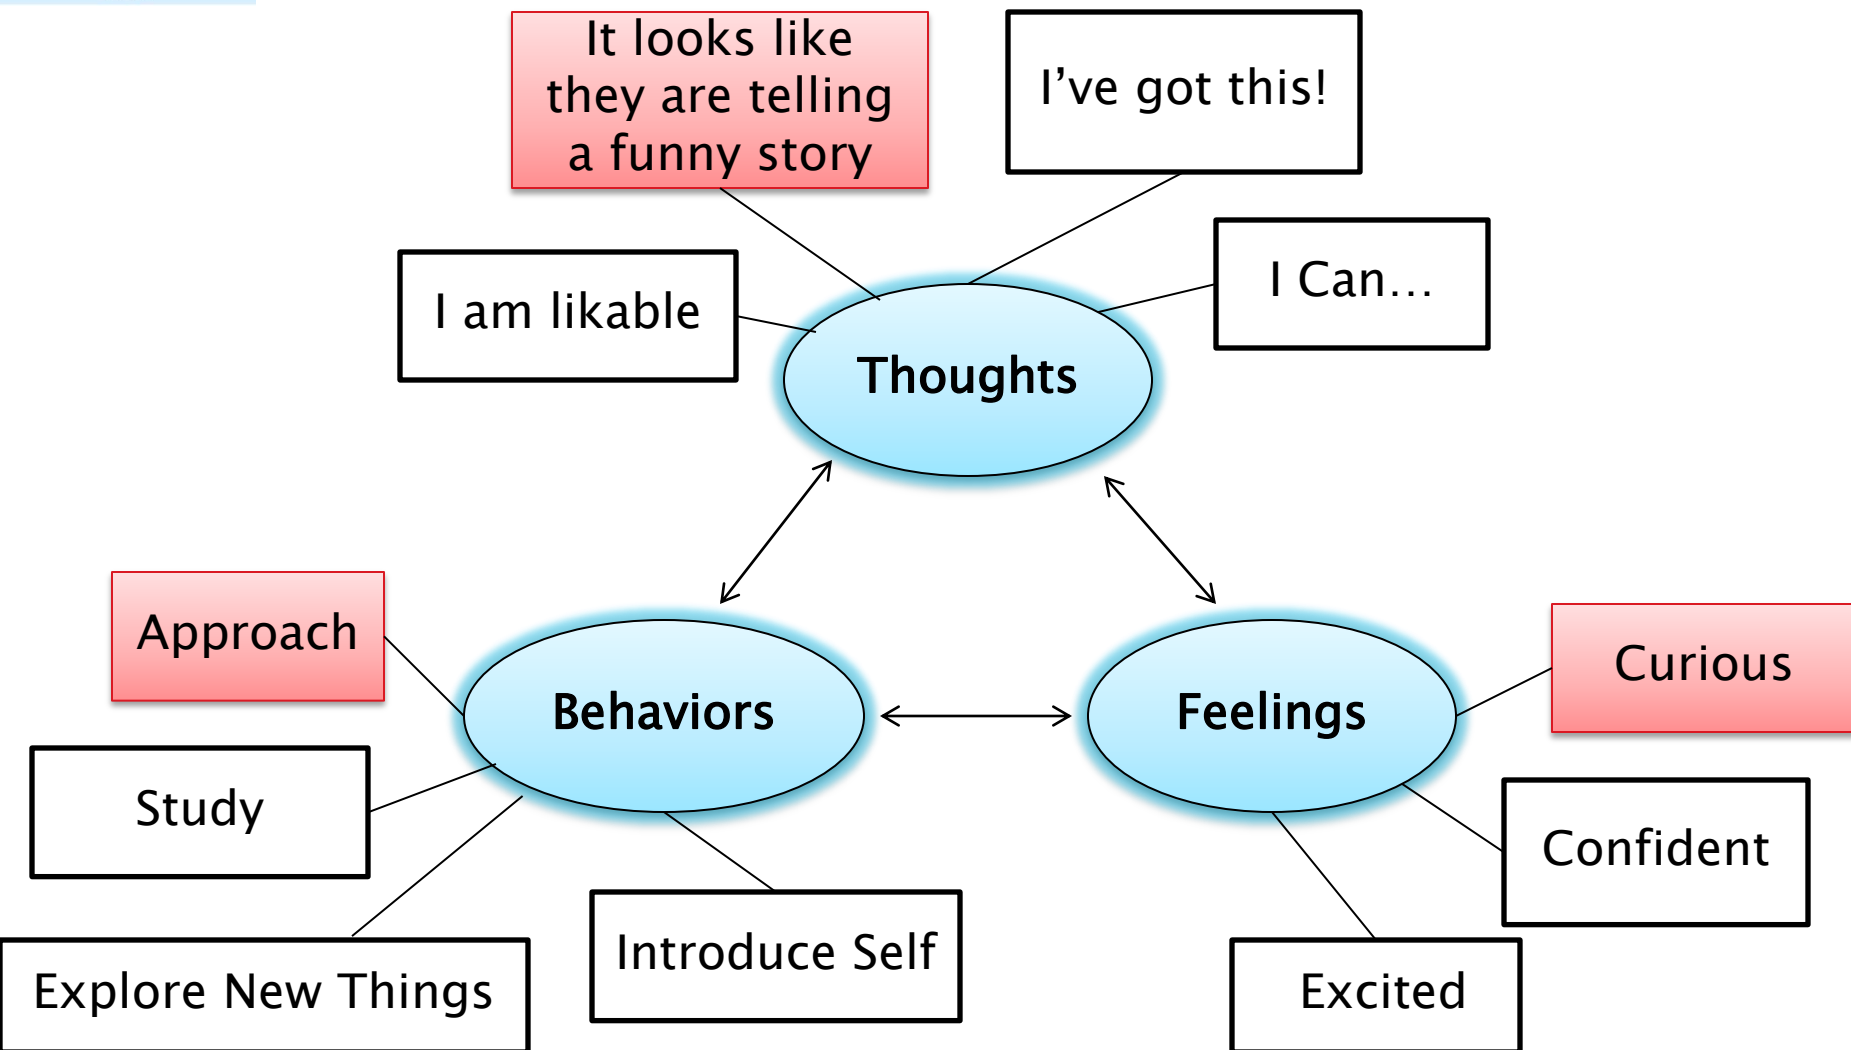 It looks like
they are telling
a funny story
I've got this!
I am likable
I Can...
Thoughts
Approach
Behaviors
Feelings
Curious
Study
Confident
Introduce Self
Explore New Things
Excited